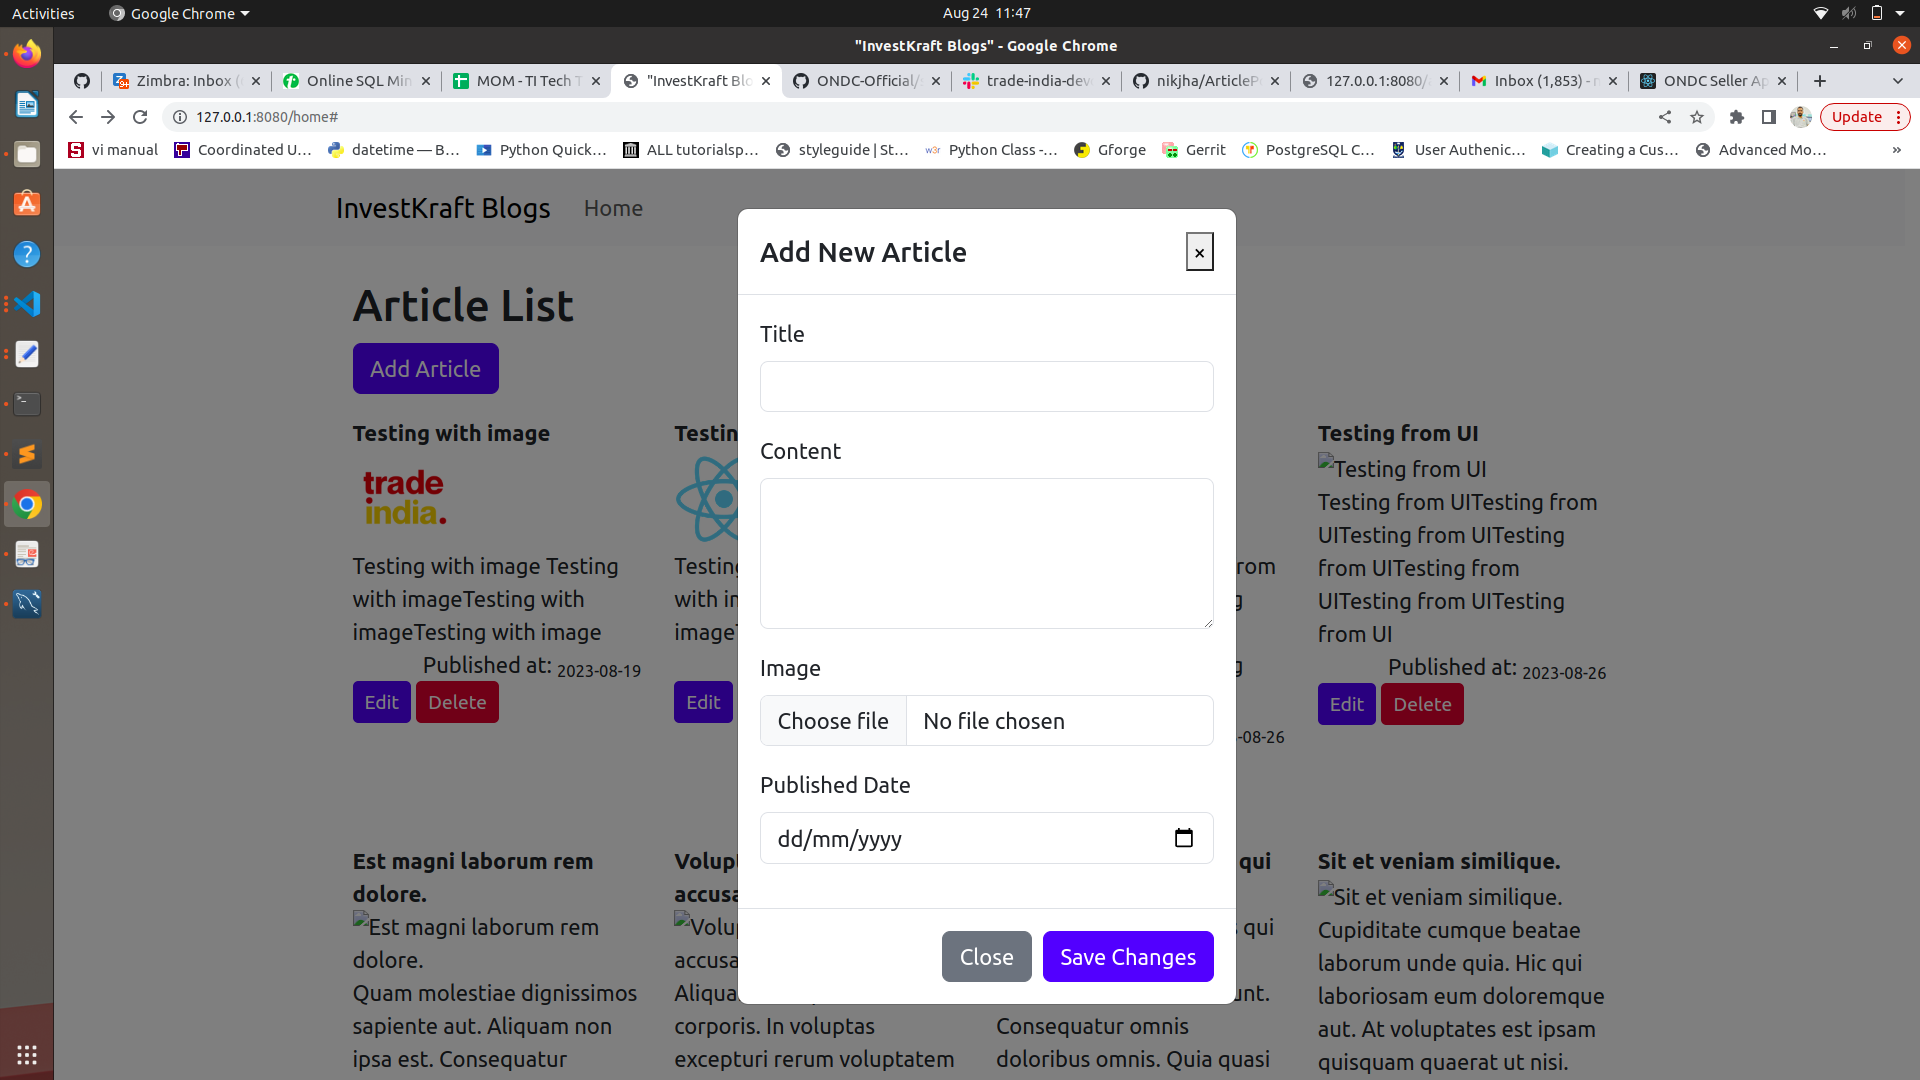 Activities
Google Chrome
Aug 24 11:47
"InvestKraft Blogs" - Google Chrome
Zimbra: Inbox (
Online SQL Min
MOM - TI Tech T
"InvestKraft Blo
ONDC-Official/
trade-india-dev
nikjha/ArticleP
127.0.0.1:8080/
Inbox (1,853) - n
ONDC Seller Ap
127.0.0.1:8080/home#
Update
vi manual
Coordinated U...
datetime — B...
Python Quick...
ALL tutorialsp...
styleguide | St...
Python Class -...
Gforge
Gerrit
PostgreSQL C...
User Authenic...
Creating a Cus...
Advanced Mo...
»
InvestKraft Blogs
Home
Article List
Add Article
Testing with image
trade
india.
Testing with image Testing
with imageTesting with
imageTesting with image
Published at: 2023-08-19
Edit
Delete
Testin
Testing
with im
image
Edit
rom
g
g
-08-26
Testing from UI
Testing from UI
Testing from UITesting from
UITesting from UITesting
from UITesting from
UITesting from UITesting
from UI
Published at: 2023-08-26
Edit
Delete
Est magni laborum rem
dolore.
Est magni laborum rem
dolore.
Quam molestiae dignissimos
sapiente aut. Aliquam non
ipsa est. Consequatur
Volupt
accusa
Volup
accusa
Aliqua
corporis. In voluptas
excepturi rerum voluptatem
qui
s qui
unt.
Consequatur omnis
doloribus omnis. Quia quasi
Sit et veniam similique.
Sit et veniam similique.
Cupiditate cumque beatae
laborum unde quia. Hic qui
laboriosam eum doloremque
aut. At voluptates est ipsam
quisquam quaerat ut nisi.
Add New Article
×
Title
Content
Image
Choose file
No file chosen
Published Date
dd/mm/yyyy
Close
Save Changes